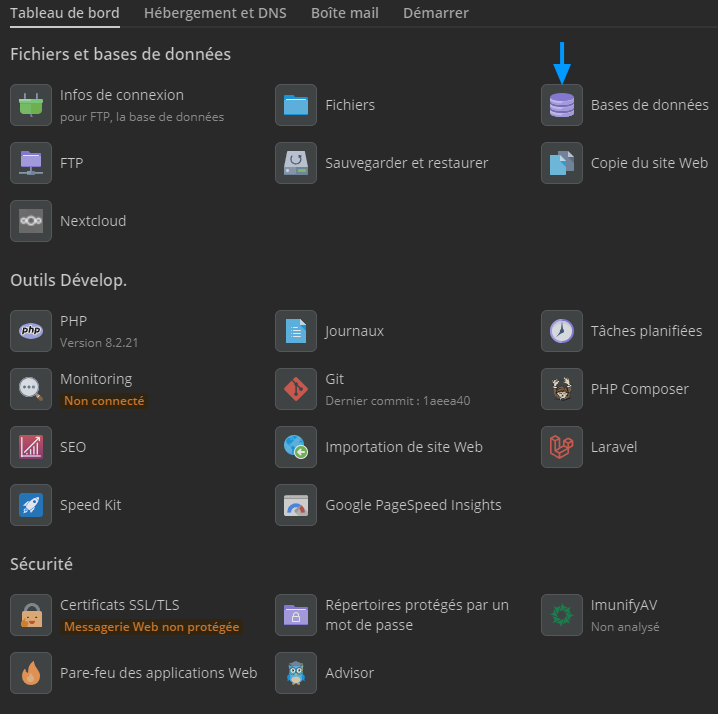 Tableau de bord Hébergement et DNS Boîte mail Démarrer
Fichiers et bases de données
Infos de connexion
pour FTP, la base de données
Fichiers
Bases de données
FTP
Sauvegarder et restaurer
Copie du site Web
Nextcloud
Outils Dévelop.
php
PHP
Version 8.2.21
Journaux
Tâches planifiées
Monitoring
Non connecté
Git
Dernier commit : 1aeea40
PHP Composer
SEO
Importation de site Web
Laravel
Speed Kit
Google PageSpeed Insights
Sécurité
Certificats SSL/TLS
Messagerie Web non protégée
Répertoires protégés par un
mot de passe
ImunifyAV
Non analysé
Pare-feu des applications Web
Advisor